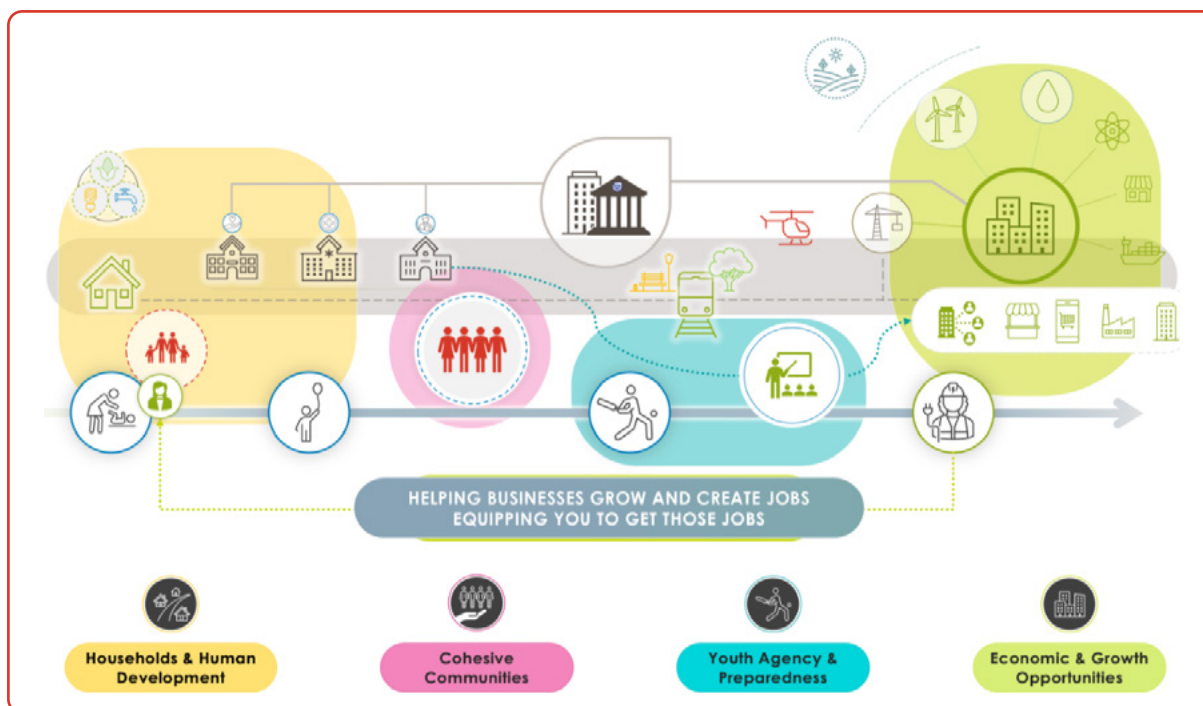 HELPING BUSINESSES GROW AND CREATE JOBS
EQUIPPING YOU TO GET THOSE JOBS
Households & Human
Development
Cohesive
Communities
Youth Agency &
Preparedness
Economic & Growth
Opportunities